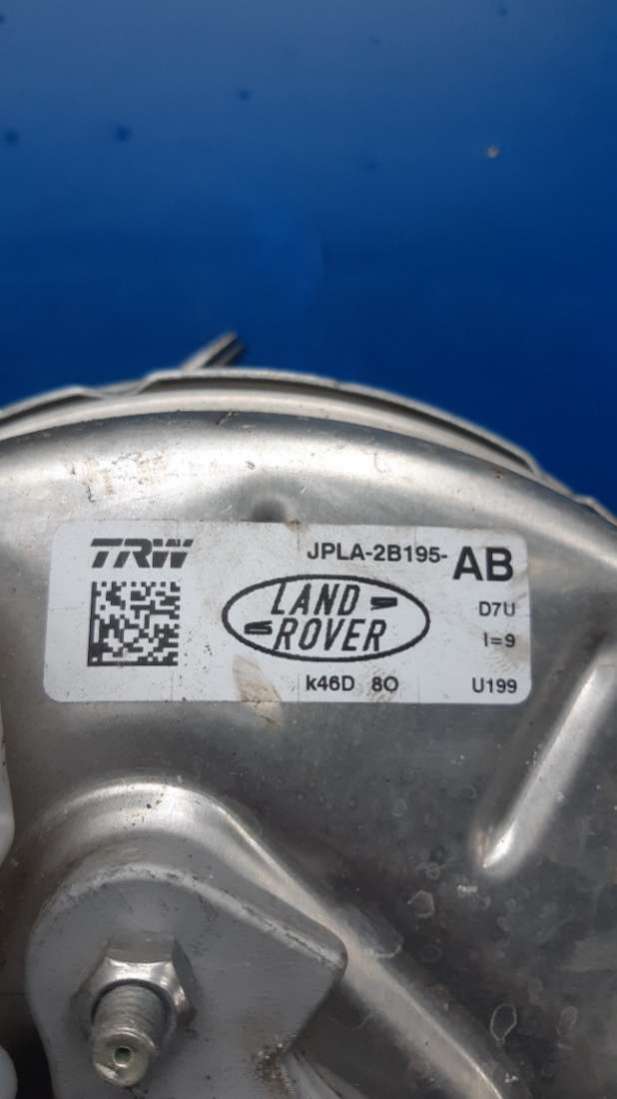 TRW
JPLA-2B195-AB
LAND
ROVER
D7U
I=9
k46D 8O
U199